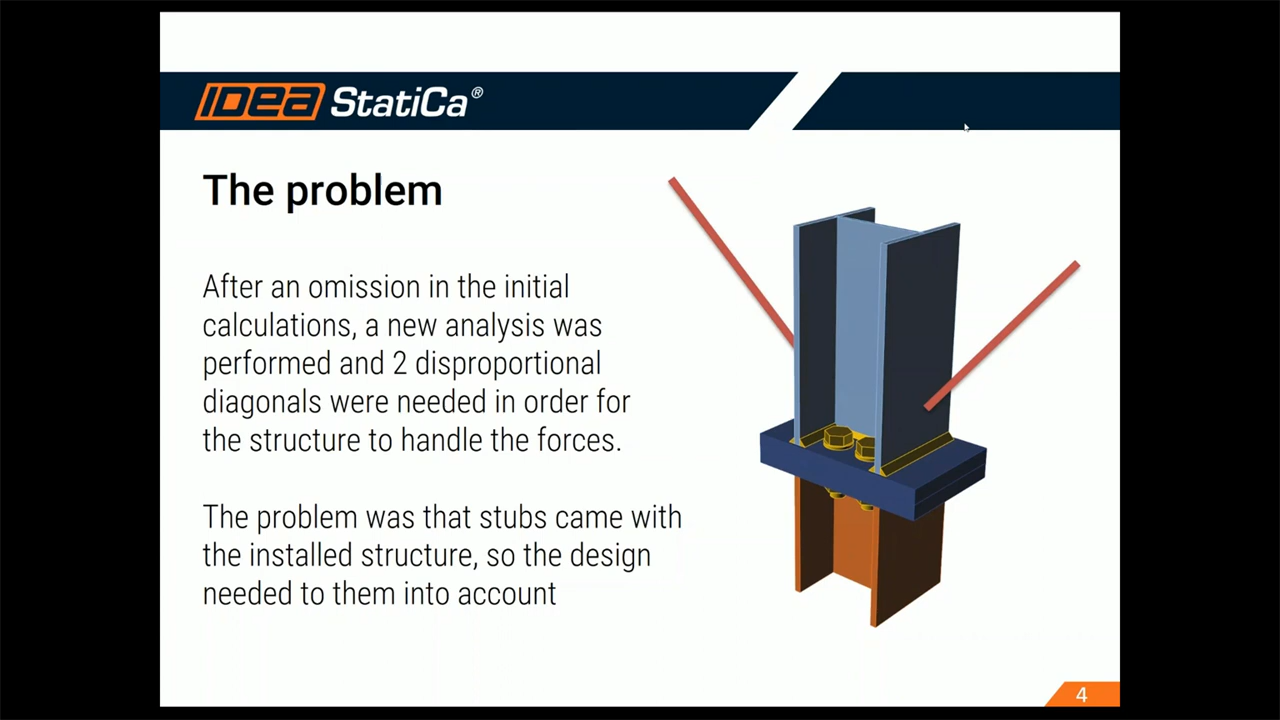 IDEA StatiCa®
The problem
After an omission in the initial
calculations, a new analysis was
performed and 2 disproportional
diagonals were needed in order for
the structure to handle the forces.
The problem was that stubs came with
the installed structure, so the design
needed to them into account
4